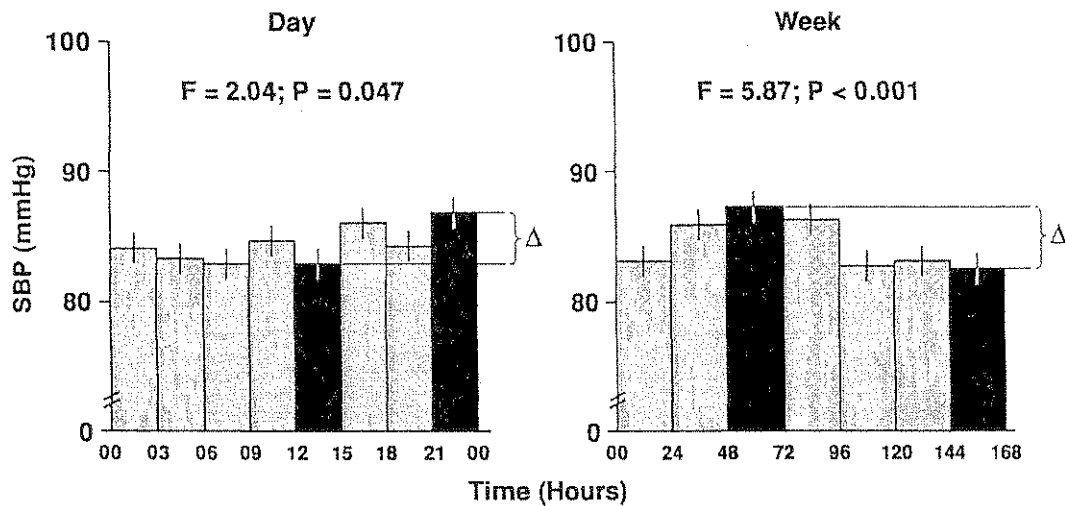 Day
Week
100
90
80
0
SBP (mmHg)
F = 2.04; P = 0.047
Δ
00 03 06 09 12 15 18 21 00
100
90
80
0
F = 5.87; P < 0.001
Δ
00 24 48 72 96 120 144 168
Time (Hours)